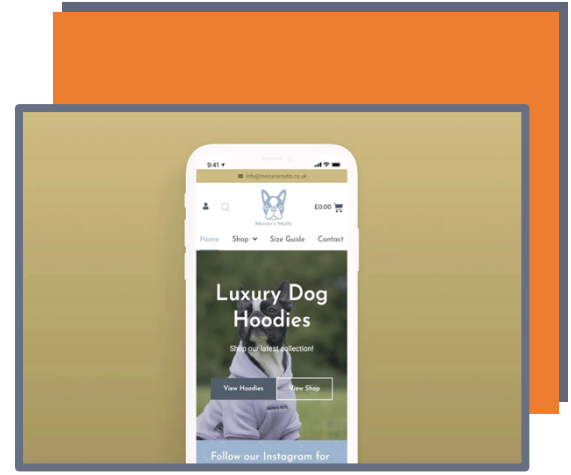 9:41
info@mercersmutts.co.uk
£0.00
Mercer's Mutts
Home Shop Size Guide Contact
Luxury Dog
Hoodies
Shop our latest collection!
View Hoodies View Shop
Follow our Instagram for